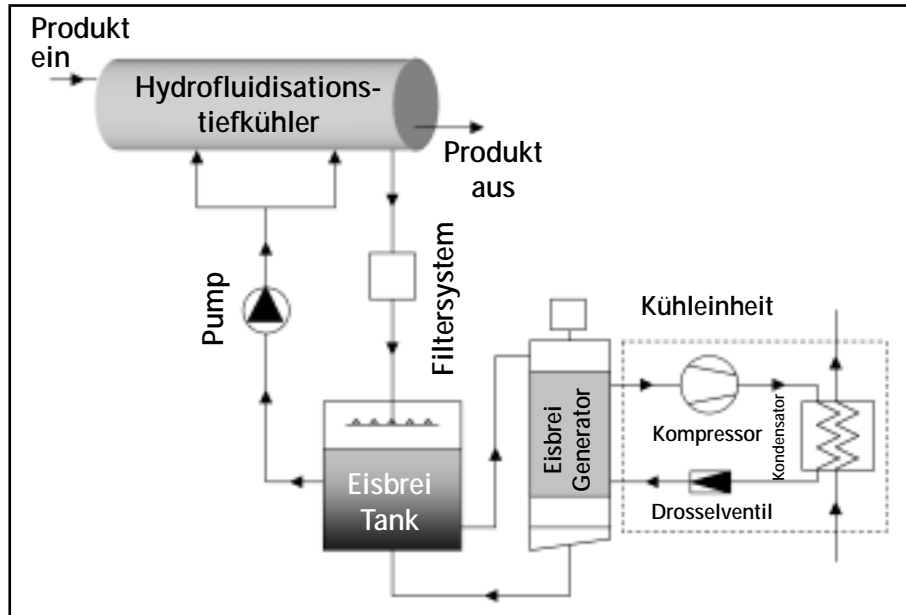 Produkt
ein
Hydrofluidisations-
tiefkühler
Produkt
aus
Pump
Filtersystem
Kühleinheit
Eisbrei
Generator
Kompressor
Kondensator
Drosselventil
Eisbrei
Tank